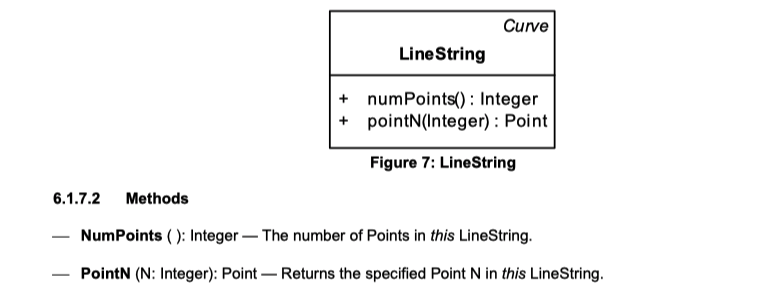 Curve
LineString
+ numPoints() : Integer
+ pointN(Integer) : Point
Figure 7: LineString
6.1.7.2 Methods
— NumPoints ( ): Integer — The number of Points in this LineString.
— PointN (N: Integer): Point — Returns the specified Point N in this LineString.